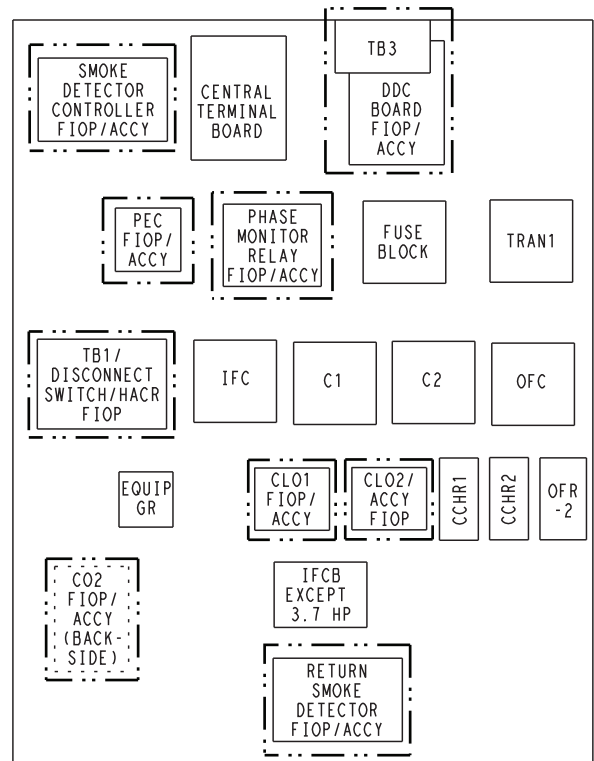 SMOKE
DETECTOR
CONTROLLER
FIOP/ACCY
CENTRAL
TERMINAL
BOARD
TB3
DDC
BOARD
FIOP/
ACCY
PEC
FIOP/
ACCY
PHASE
MONITOR
RELAY
FIOP/ACCY
FUSE
BLOCK
TRAN1
TB1/
DISCONNECT
SWITCH/HACR
FIOP
IFC
C1
C2
OFC
EQUIP
GR
CLO1
FIOP/
ACCY
CLO2/
ACCY
FIOP
CCHR1
CCHR2
OFR
-2
CO2
FIOP/
ACCY
(BACK-
SIDE)
IFCB
EXCEPT
3.7 HP
RETURN
SMOKE
DETECTOR
FIOP/ACCY